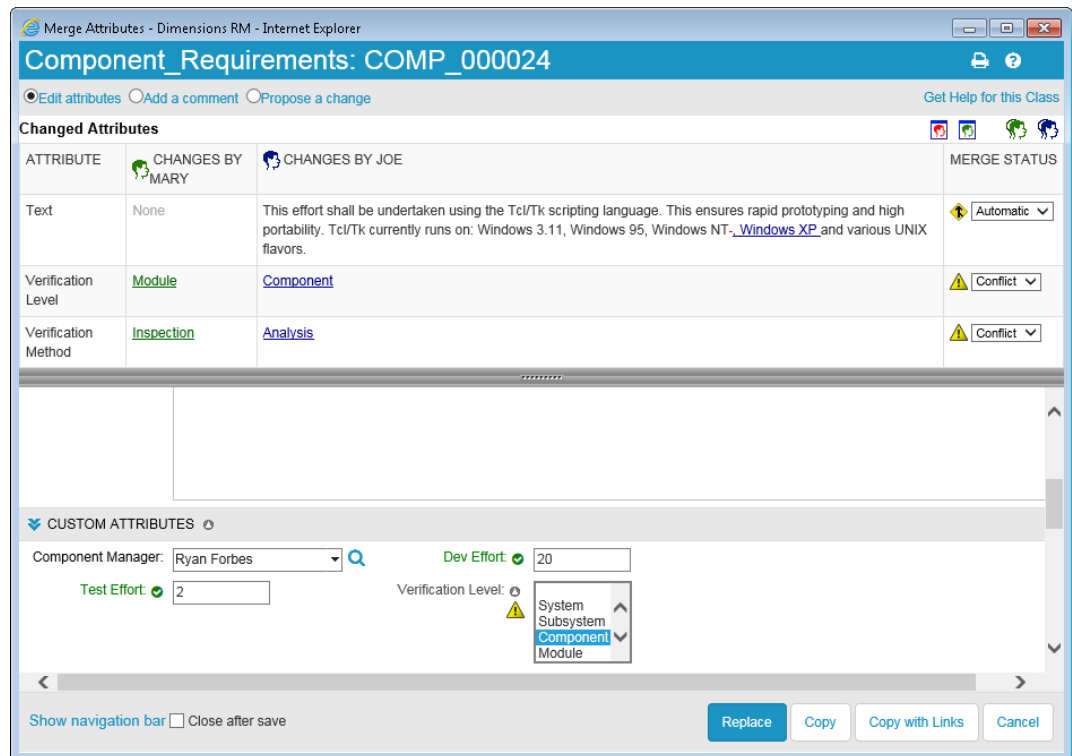 Merge Attributes - Dimensions RM - Internet Explorer
Component_Requirements: COMP_000024
Edit attributes Add a comment Propose a change Get Help for this Class
Changed Attributes
ATTRIBUTE CHANGES BY MARY CHANGES BY JOE MERGE STATUS
Text None This effort shall be undertaken using the Tcl/Tk scripting language. This ensures rapid prototyping and high Automatic
portability. Tcl/Tk currently runs on: Windows 3.11, Windows 95, Windows NT-, Windows XP and various UNIX
flavors.
Verification Level Module Component Conflict
Verification Method Inspection Analysis Conflict
CUSTOM ATTRIBUTES
Component Manager: Ryan Forbes Dev Effort: 20
Test Effort: 2 Verification Level:
System
Subsystem
Component
Module
Show navigation bar Close after save Replace Copy Copy with Links Cancel